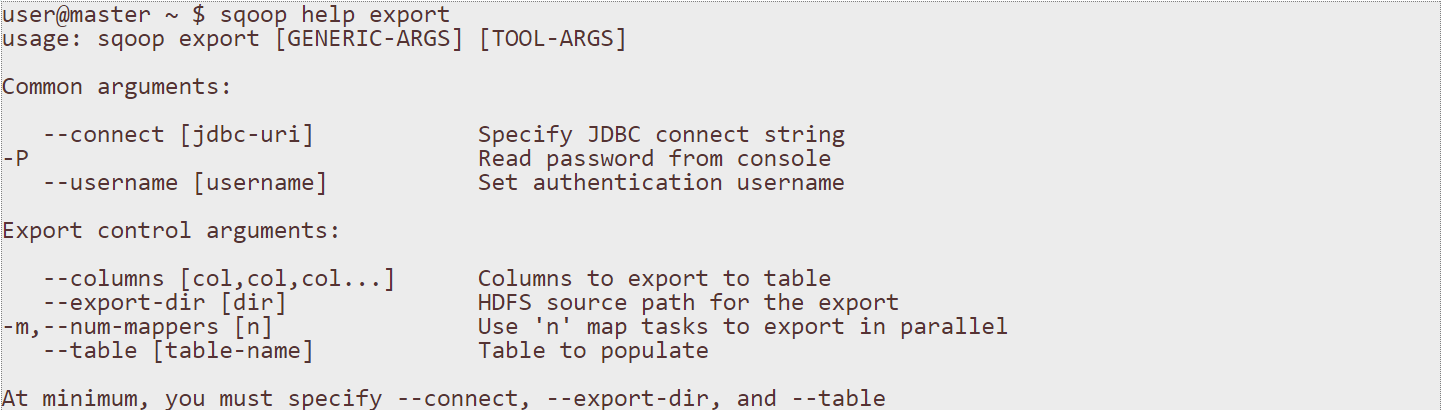 user@master ~ $ sqoop help export
usage: sqoop export [GENERIC-ARGS] [TOOL-ARGS]
Common arguments:
--connect [jdbc-uri] Specify JDBC connect string
-P Read password from console
--username [username] Set authentication username
Export control arguments:
--columns [col,col,col...] Columns to export to table
--export-dir [dir] HDFS source path for the export
-m,--num-mappers [n] Use 'n' map tasks to export in parallel
--table [table-name] Table to populate
At minimum, you must specify --connect, --export-dir, and --table